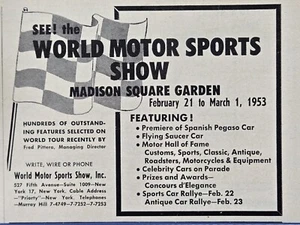 SEE! the
WORLD MOTOR SPORTS
SHOW
MADISON SQUARE GARDEN
February 21 to March 1, 1953
HUNDREDS OF OUTSTAND-
ING FEATURES SELECTED ON
WORLD TOUR RECENTLY BY
Fred Pittera, Managing Director
WRITE, WIRE OR PHONE
World Motor Sports Show, Inc.
527 Fifth Avenue—Suite 1009—New
York 17, New York. Cable Address
—"Priorty"—New York. Telephones
—Murray Hill 7-4749—7-7252—7-7253
FEATURING!
• Premiere of Spanish Pegaso Car
• Flying Saucer Car
• Motor Hall of Fame
Customs, Sports, Classic, Antique,
Roadsters, Motorcycles & Equipment
• Celebrity Cars on Parade
• Prizes and Awards—
Concours d'Elegance
• Sports Car Rallye—Feb. 22
Antique Car Rallye—Feb. 23